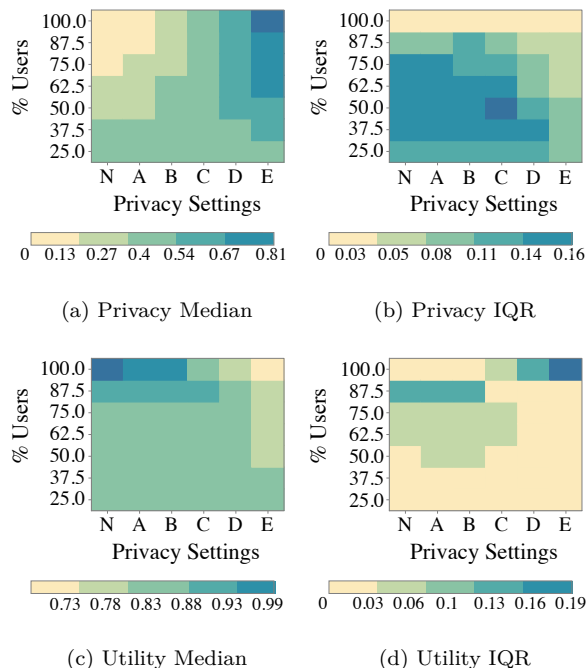 % Users
100.0
87.5
75.0
62.5
50.0
37.5
25.0
N A B C D E
Privacy Settings
0 0.13 0.27 0.4 0.54 0.67 0.81
(a) Privacy Median
% Users
100.0
87.5
75.0
62.5
50.0
37.5
25.0
N A B C D E
Privacy Settings
0 0.03 0.05 0.08 0.11 0.14 0.16
(b) Privacy IQR
% Users
100.0
87.5
75.0
62.5
50.0
37.5
25.0
N A B C D E
Privacy Settings
0.73 0.78 0.83 0.88 0.93 0.99
(c) Utility Median
% Users
100.0
87.5
75.0
62.5
50.0
37.5
25.0
N A B C D E
Privacy Settings
0 0.03 0.06 0.1 0.13 0.16 0.19
(d) Utility IQR